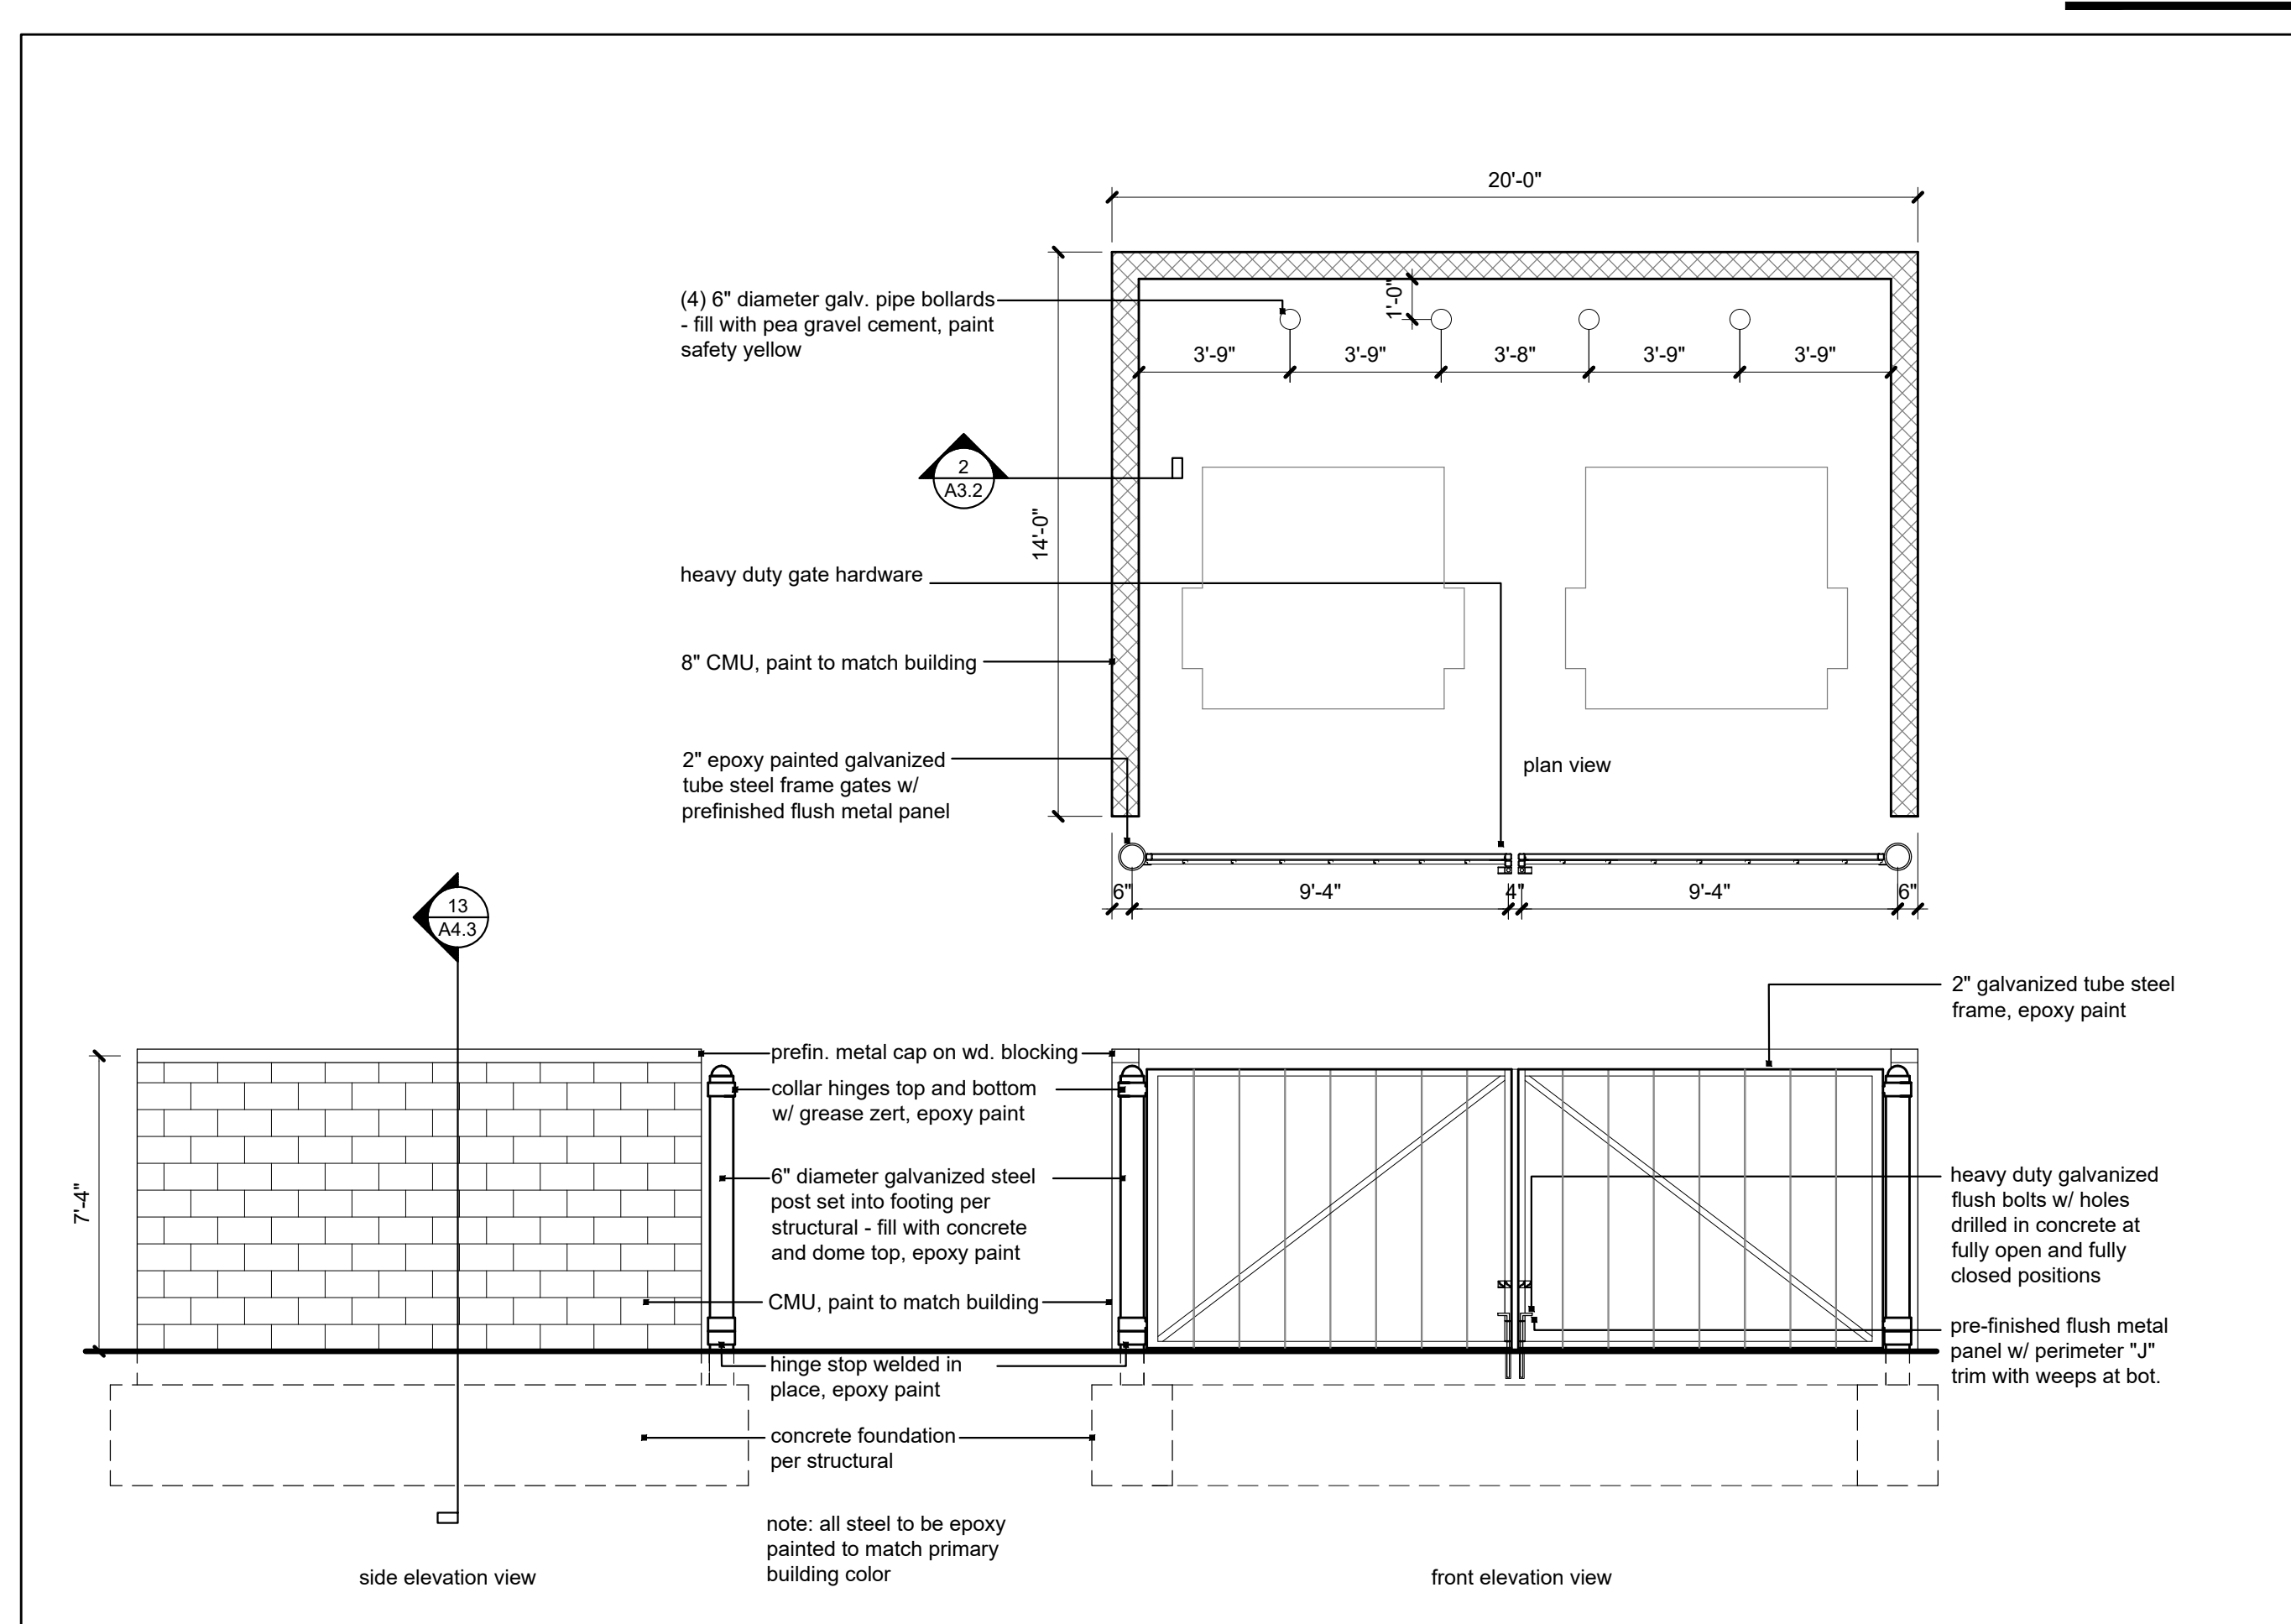 20'-0"
(4) 6" diameter galv. pipe bollards
- fill with pea gravel cement, paint
safety yellow
1'-0"
3'-9"
3'-9"
3'-8"
3'-9"
3'-9"
2
A3.2
14'-0"
heavy duty gate hardware
8" CMU, paint to match building
2" epoxy painted galvanized
tube steel frame gates w/
prefinished flush metal panel
plan view
6"
9'-4"
4"
9'-4"
6"
13
A4.3
2" galvanized tube steel
frame, epoxy paint
prefin. metal cap on wd. blocking
collar hinges top and bottom
w/ grease zert, epoxy paint
7'-4"
6" diameter galvanized steel
post set into footing per
structural - fill with concrete
and dome top, epoxy paint
heavy duty galvanized
flush bolts w/ holes
drilled in concrete at
fully open and fully
closed positions
CMU, paint to match building
pre-finished flush metal
panel w/ perimeter "J"
trim with weeps at bot.
hinge stop welded in
place, epoxy paint
concrete foundation
per structural
note: all steel to be epoxy
painted to match primary
building color
side elevation view
front elevation view